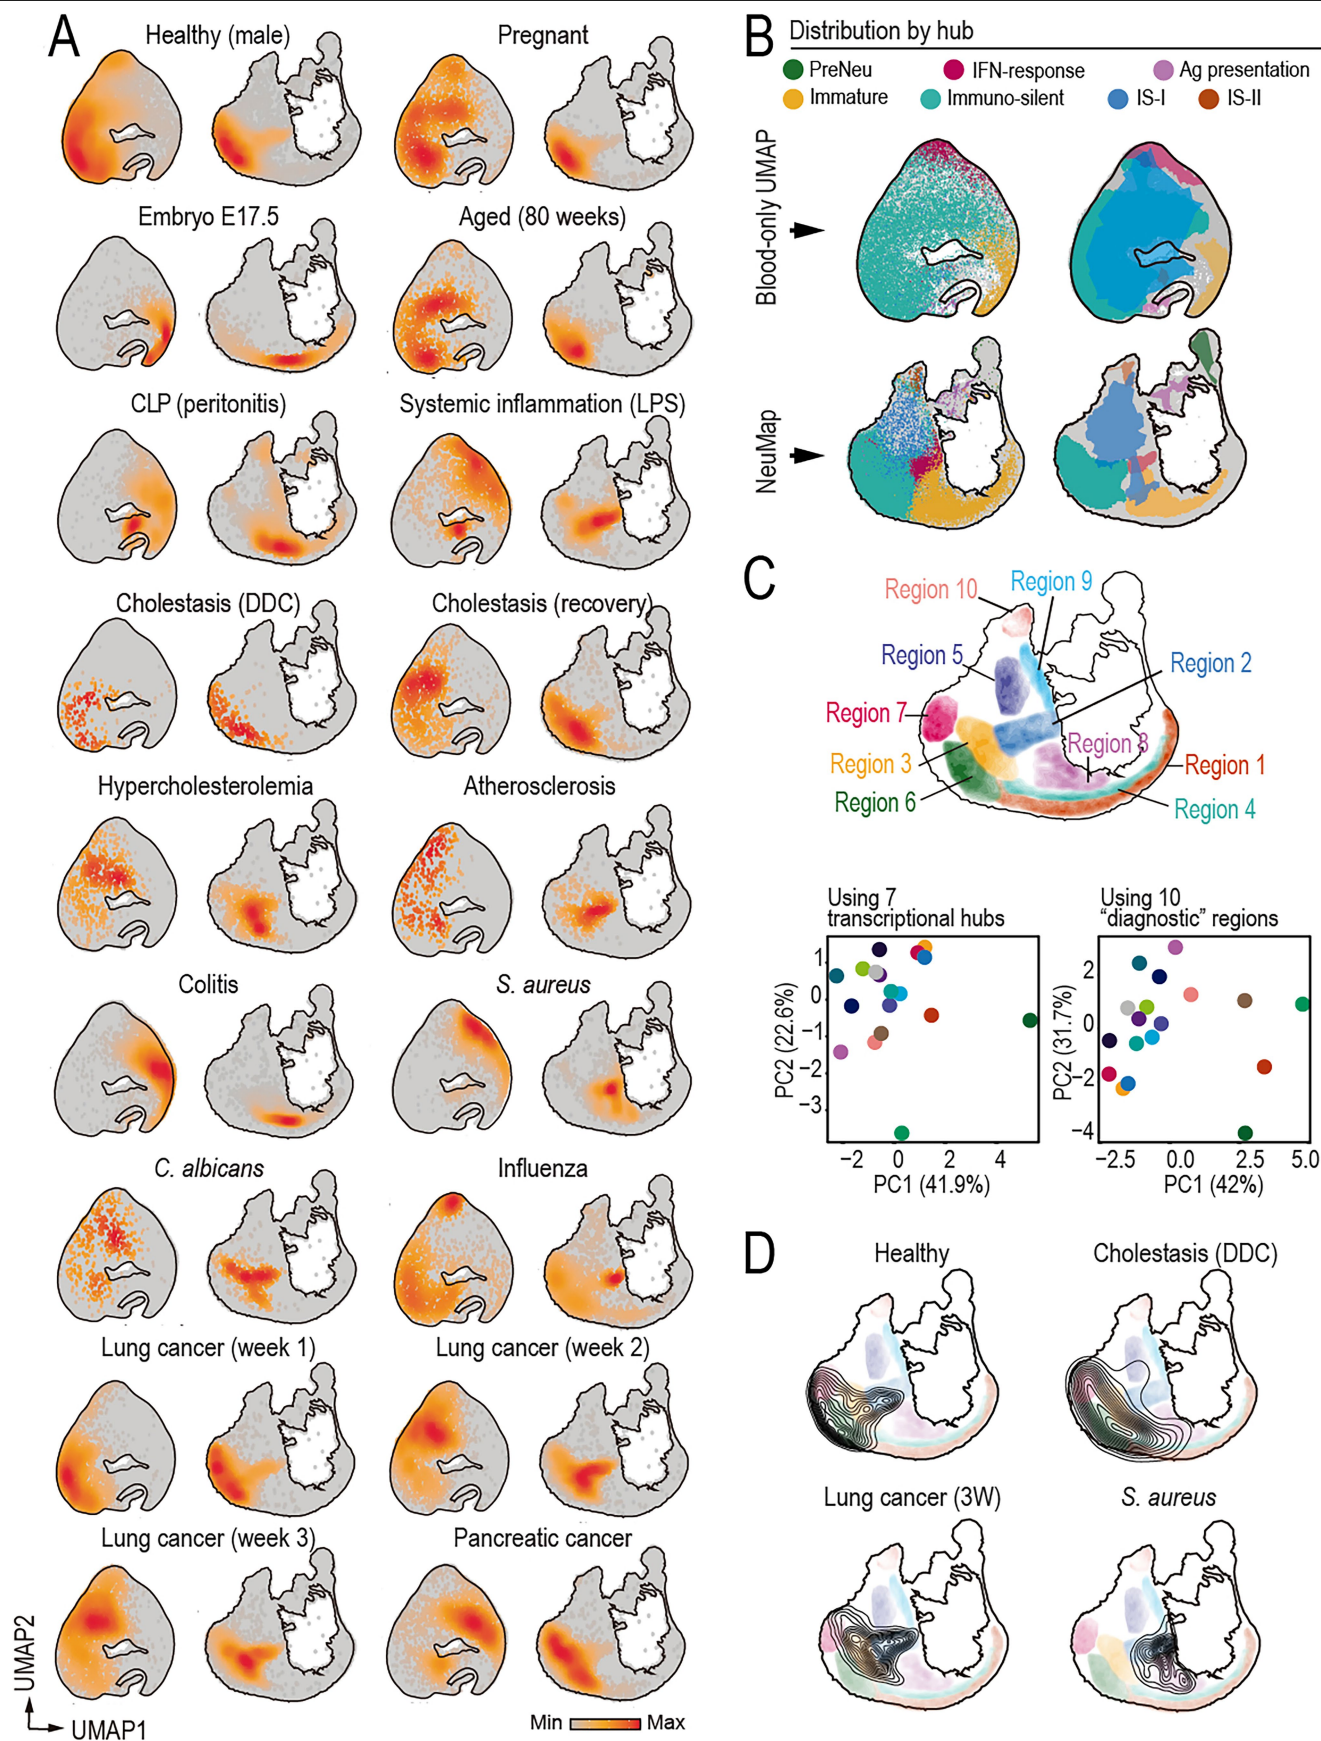 A
Healthy (male)
Pregnant
Embryo E17.5
Aged (80 weeks)
CLP (peritonitis)
Systemic inflammation (LPS)
Cholestasis (DDC)
Cholestasis (recovery)
Hypercholesterolemia
Atherosclerosis
Colitis
S. aureus
C. albicans
Influenza
Lung cancer (week 1)
Lung cancer (week 2)
Lung cancer (week 3)
Pancreatic cancer
UMAP2
UMAP1
Min
Max
B
Distribution by hub
PreNeu
IFN-response
Ag presentation
Immature
Immuno-silent
IS-I
IS-II
Blood-only UMAP
NeuMap
C
Region 10
Region 9
Region 5
Region 2
Region 7
Region 8
Region 3
Region 1
Region 6
Region 4
Using 7
transcriptional hubs
PC2 (22.6%)
1
0
−1
−2
−3
−2
0
2
4
PC1 (41.9%)
Using 10
“diagnostic” regions
PC2 (31.7%)
2
0
−2
−4
−2.5
0.0
2.5
5.0
PC1 (42%)
D
Healthy
Cholestasis (DDC)
Lung cancer (3W)
S. aureus